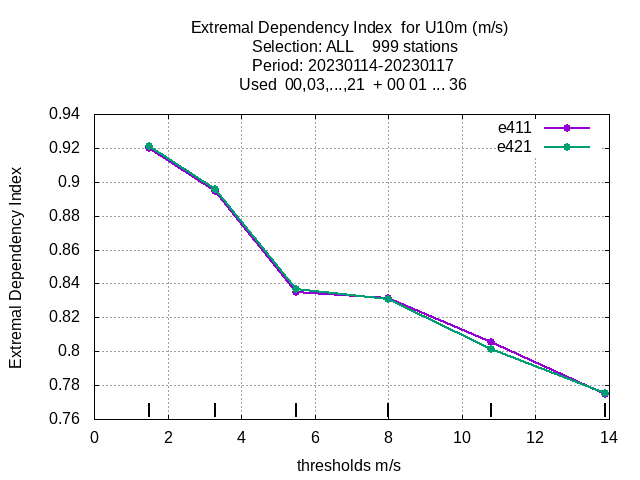 Extremal Dependency Index  for U10m (m/s)
Selection: ALL    999 stations
Period: 20230114-20230117
Used  00,03,...,21  + 00 01 ... 36
e411
e421
0.94
0.92
0.9
0.88
0.86
0.84
0.82
0.8
0.78
0.76
Extremal Dependency Index
0 2 4 6 8 10 12 14
thresholds m/s